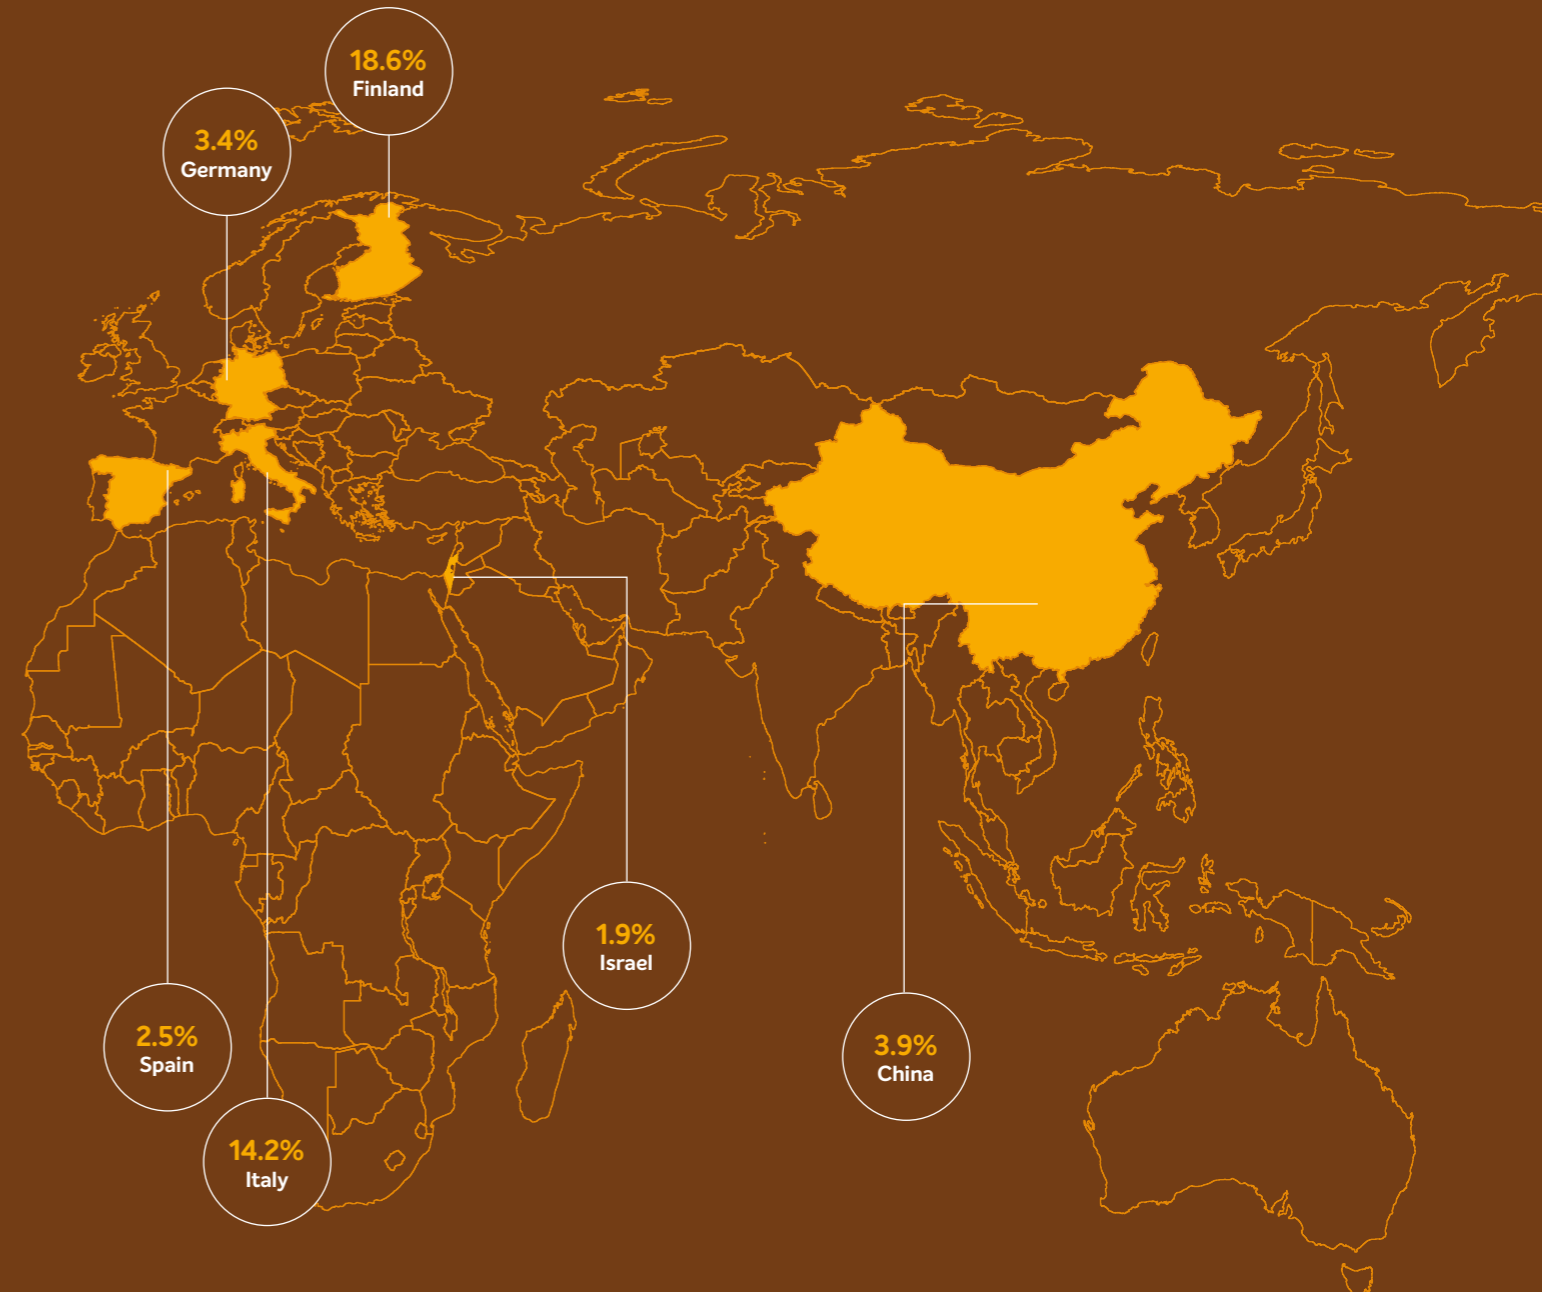 18.6%
Finland
3.4%
Germany
1.9%
Israel
2.5%
Spain
3.9%
China
14.2%
Italy